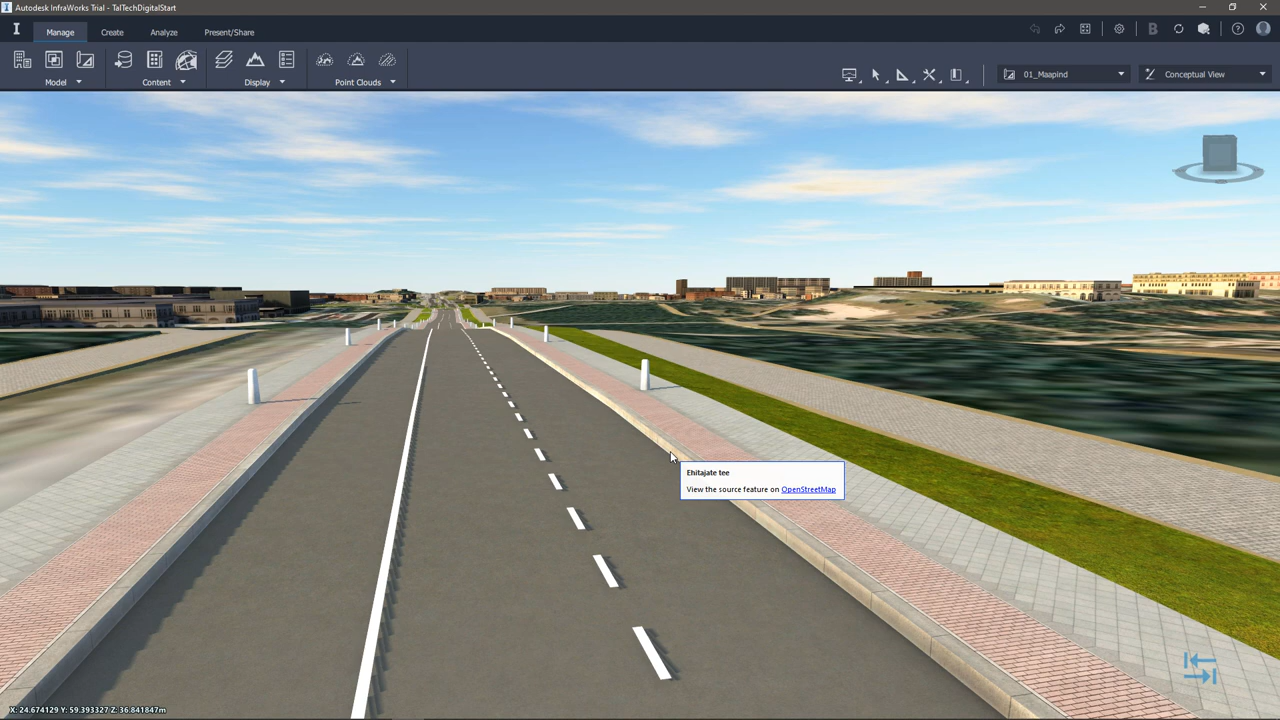 Autodesk InfraWorks Trial - TalTechDigitalStart
Manage Create Analyze Present/Share
Model Content Display Point Clouds
01_Maapind
Conceptual View
Ehitajate tee
View the source feature on OpenStreetMap
X: 24.674129 Y: 59.393327 Z: 36.841847m